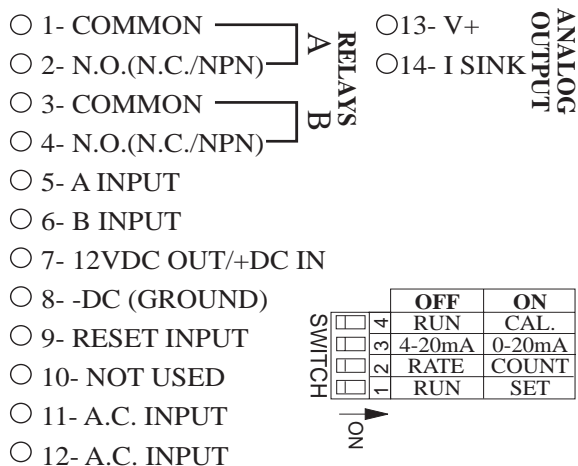 1- COMMON
2- N.O.(N.C./NPN)
A
3- COMMON
4- N.O.(N.C./NPN)
B
RELAYS
5- A INPUT
6- B INPUT
7- 12VDC OUT/+DC IN
8- -DC (GROUND)
9- RESET INPUT
10- NOT USED
11- A.C. INPUT
12- A.C. INPUT
13- V+
14- I SINK
ANALOG
OUTPUT
OFF ON
SWITCH
4 RUN CAL.
3 4-20mA 0-20mA
2 RATE COUNT
1 RUN SET
ON